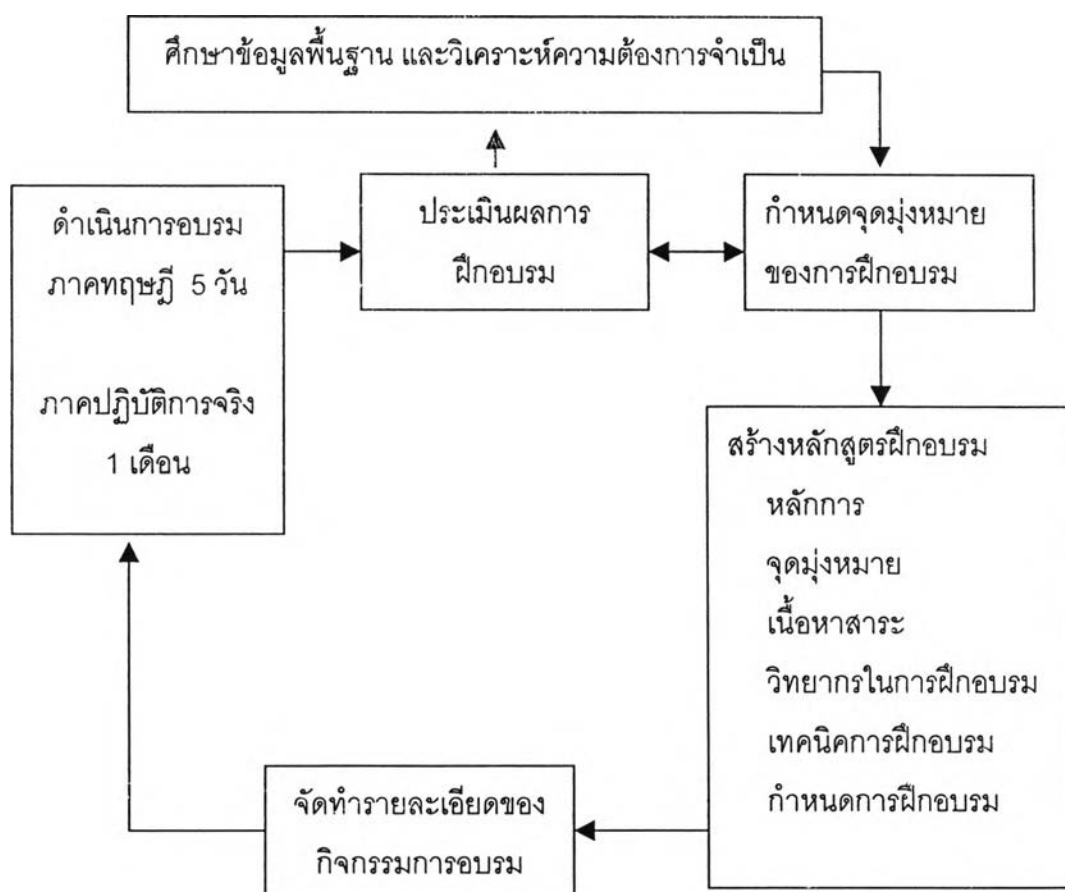 ศึกษาข้อมูลพื้นฐาน และวิเคราะห์ความต้องการจำเป็น
ดำเนินการอบรม
ภาคทฤษฎี 5 วัน
ภาคปฏิบัติการจริง
1 เดือน
ประเมินผลการ
ฝึกอบรม
กำหนดจุดมุ่งหมาย
ของการฝึกอบรม
สร้างหลักสูตรฝึกอบรม
หลักการ
จุดมุ่งหมาย
เนื้อหาสาระ
วิทยากรในการฝึกอบรม
เทคนิคการฝึกอบรม
กำหนดการฝึกอบรม
จัดทำรายละเอียดของ
กิจกรรมการอบรม